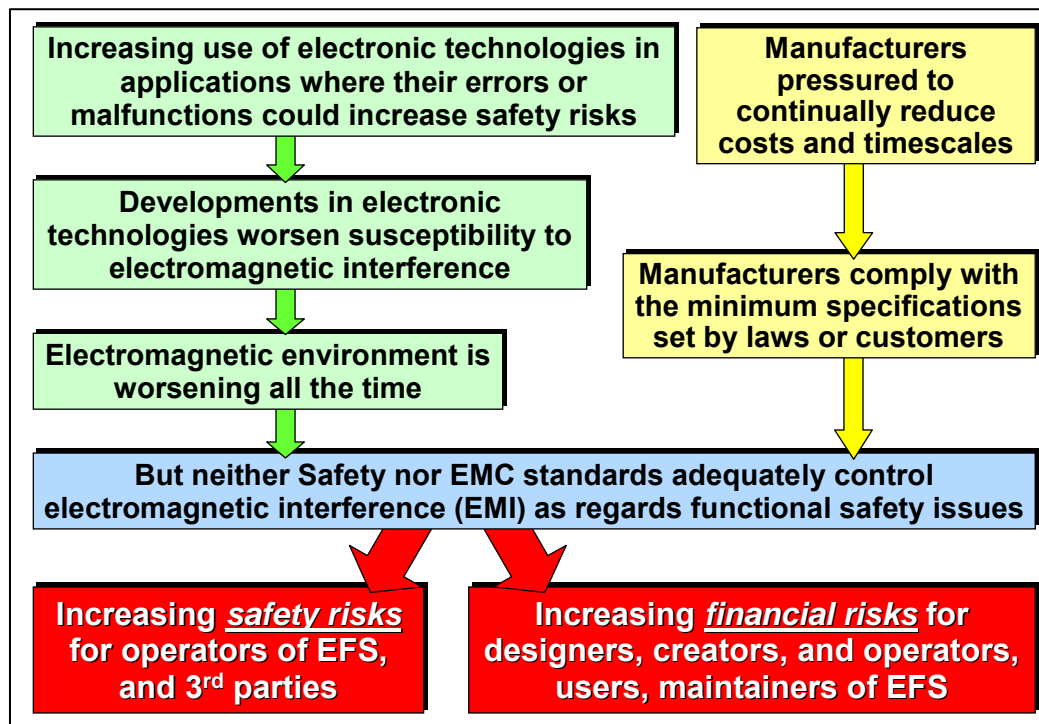 Increasing use of electronic technologies in
applications where their errors or
malfunctions could increase safety risks
Developments in electronic
technologies worsen susceptibility to
electromagnetic interference
Electromagnetic environment is
worsening all the time
Manufacturers
pressured to
continually reduce
costs and timescales
Manufacturers comply with
the minimum specifications
set by laws or customers
But neither Safety nor EMC standards adequately control
electromagnetic interference (EMI) as regards functional safety issues
Increasing safety risks
for operators of EFS,
and 3rd parties
Increasing financial risks for
designers, creators, and operators,
users, maintainers of EFS